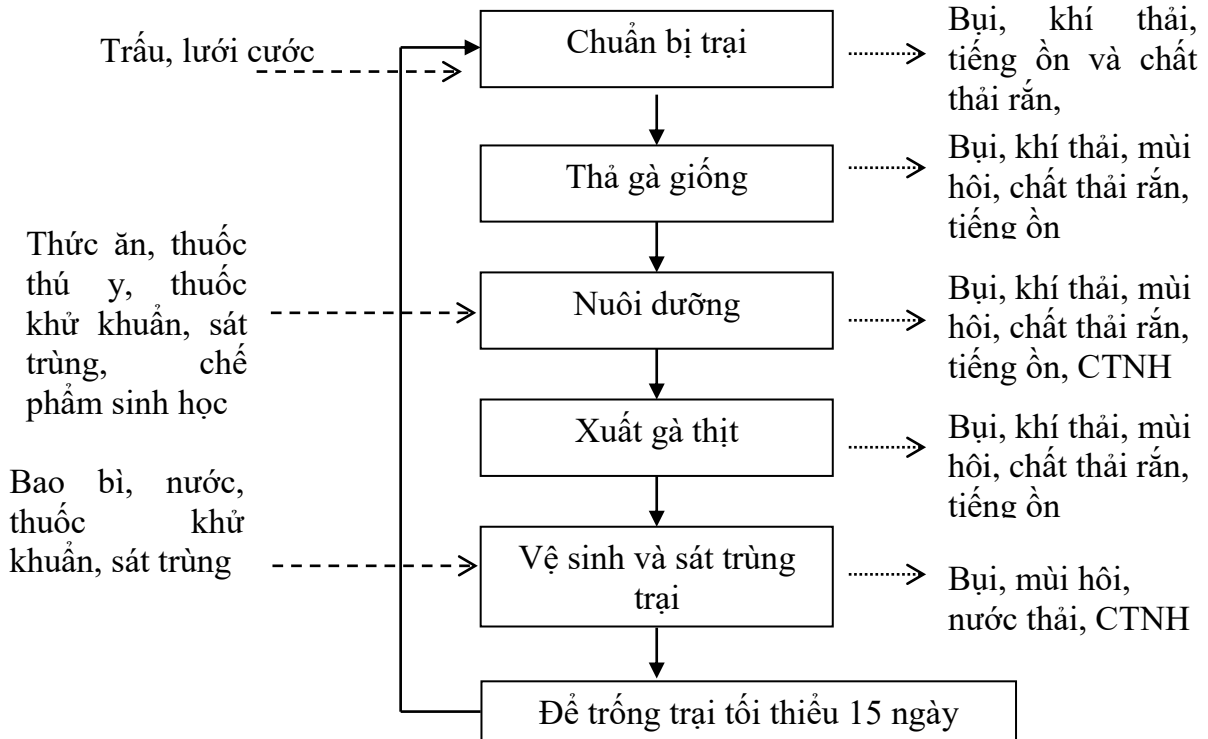 Trấu, lưới cước
Chuẩn bị trại
Bụi, khí thải,
tiếng ồn và chất
thải rắn,
Thả gà giống
Bụi, khí thải, mùi
hôi, chất thải rắn,
tiếng ồn
Thức ăn, thuốc
thú y, thuốc
khử khuẩn, sát
trùng, chế
phẩm sinh học
Nuôi dưỡng
Bụi, khí thải, mùi
hôi, chất thải rắn,
tiếng ồn, CTNH
Xuất gà thịt
Bụi, khí thải, mùi
hôi, chất thải rắn,
tiếng ồn
Bao bì, nước,
thuốc khử
khuẩn, sát trùng
Vệ sinh và sát trùng
trại
Bụi, mùi hôi,
nước thải, CTNH
Để trống trại tối thiểu 15 ngày